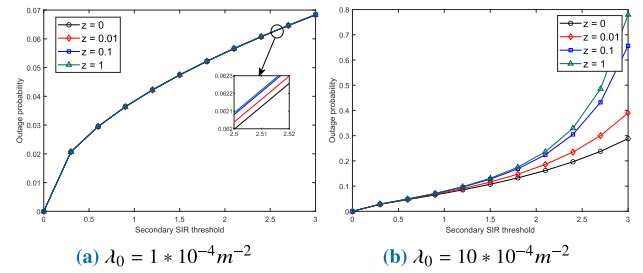 0.07
0.06
0.05
0.04
0.03
0.02
0.01
0
Outage probability
z = 0
z = 0.01
z = 0.1
z = 1
0.0623
0.0622
0.0621
0.062
0.062
2.5 2.51 2.52
0 0.5 1 1.5 2 2.5 3
Secondary SIR threshold
(a) λ₀ = 1 * 10⁻⁴m⁻²
0.8
0.7
0.6
0.5
0.4
0.3
0.2
0.1
0
Outage probability
z = 0
z = 0.01
z = 0.1
z = 1
0 0.5 1 1.5 2 2.5 3
Secondary SIR threshold
(b) λ₀ = 10 * 10⁻⁴m⁻²